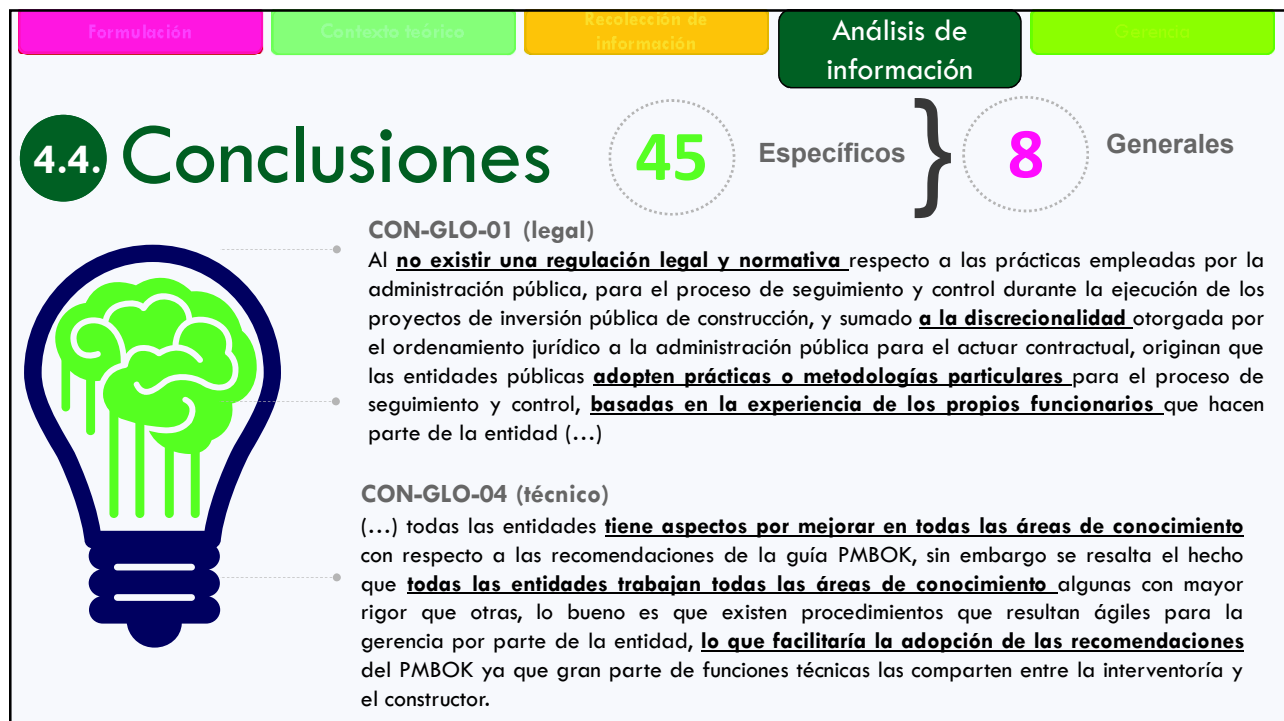 Formulación
Contexto teórico
Recolección de
información
Análisis de
información
Gerencia
4.4. Conclusiones
45
Específicos
}
8
Generales
CON-GLO-01 (legal)
Al no existir una regulación legal y normativa respecto a las prácticas empleadas por la
administración pública, para el proceso de seguimiento y control durante la ejecución de los
proyectos de inversión pública de construcción, y sumado a la discrecionalidad otorgada por
el ordenamiento jurídico a la administración pública para el actuar contractual, originan que
las entidades públicas adopten prácticas o metodologías particulares para el proceso de
seguimiento y control, basadas en la experiencia de los propios funcionarios que hacen
parte de la entidad (...)
CON-GLO-04 (técnico)
(...) todas las entidades tiene aspectos por mejorar en todas las áreas de conocimiento
con respecto a las recomendaciones de la guía PMBOK, sin embargo se resalta el hecho
que todas las entidades trabajan todas las áreas de conocimiento algunas con mayor
rigor que otras, lo bueno es que existen procedimientos que resultan ágiles para la
gerencia por parte de la entidad, lo que facilitaría la adopción de las recomendaciones
del PMBOK ya que gran parte de funciones técnicas las comparten entre la interventoría y
el constructor.